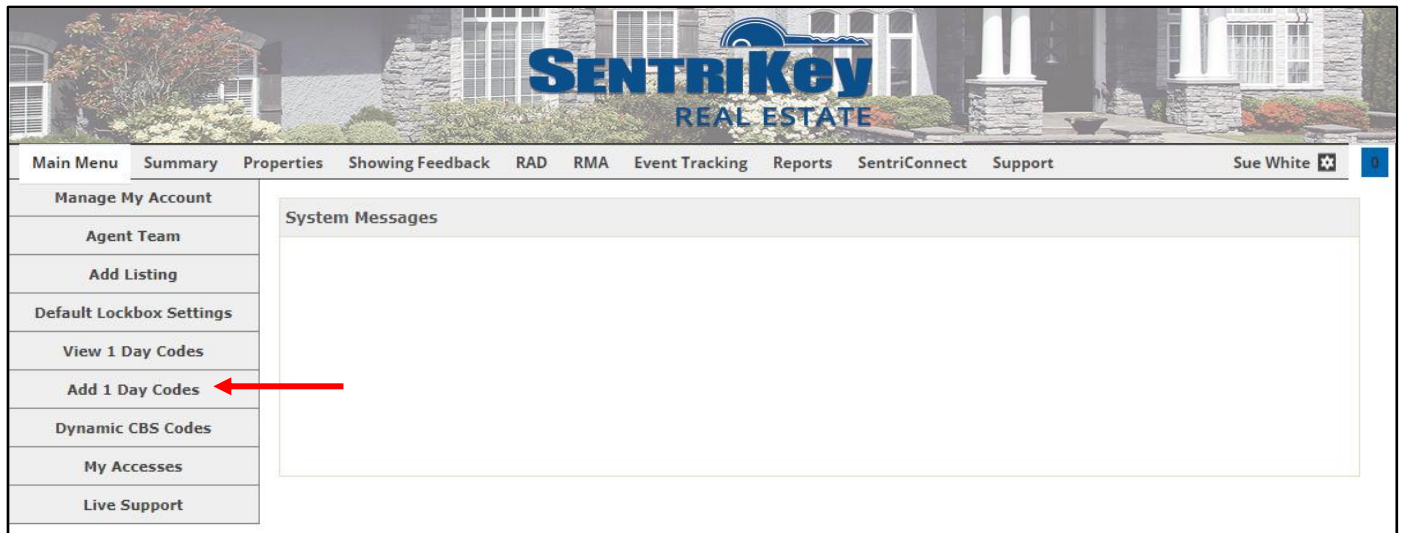 SENTRIKEY
REAL ESTATE
Main Menu Summary Properties Showing Feedback RAD RMA Event Tracking Reports SentriConnect Support Sue White 0
Manage My Account
System Messages
Agent Team
Add Listing
Default Lockbox Settings
View 1 Day Codes
Add 1 Day Codes
Dynamic CBS Codes
My Accesses
Live Support